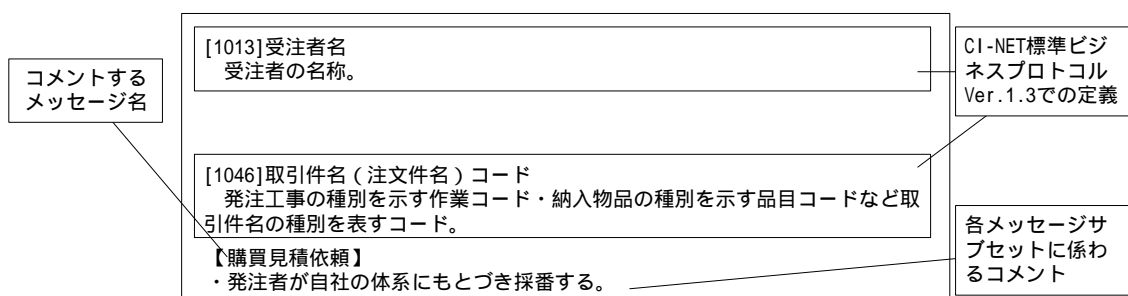 [1013]受注者名
受注者の名称。
CI-NET標準ビジ
ネスプロトコル
Ver.1.3での定義
コメントする
メッセージ名
[1046]取引件名(注文件名)コード
発注工事の種別を示す作業コード・納入物品の種別を示す品目コードなど取
引件名の種別を表すコード。
【購買見積依頼】
・発注者が自社の体系にもとづき採番する。
各メッセージサ
ブセットに係わ
るコメント